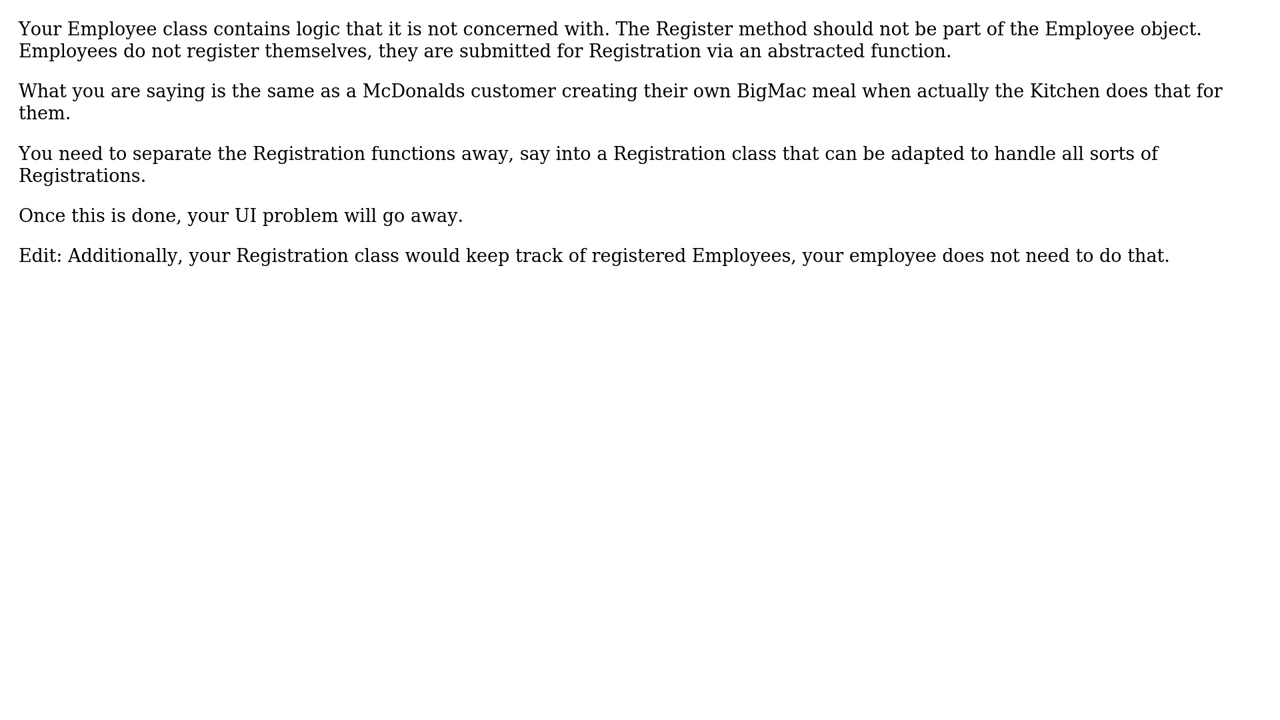 Your Employee class contains logic that it is not concerned with. The Register method should not be part of the Employee object.
Employees do not register themselves, they are submitted for Registration via an abstracted function.
What you are saying is the same as a McDonalds customer creating their own BigMac meal when actually the Kitchen does that for
them.
You need to separate the Registration functions away, say into a Registration class that can be adapted to handle all sorts of
Registrations.
Once this is done, your UI problem will go away.
Edit: Additionally, your Registration class would keep track of registered Employees, your employee does not need to do that.